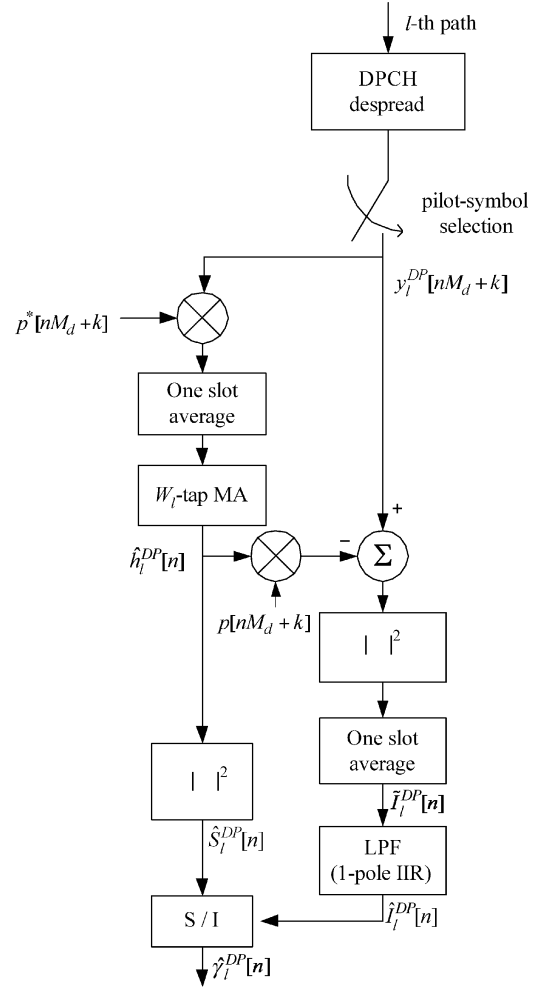 l-th path
DPCH
despread
pilot-symbol
selection
y_l^{DP}[nM_d+k]
p^*[nM_d+k]
One slot
average
W_l-tap MA
+
−
Σ
ĥ_l^{DP}[n]
p[nM_d+k]
| |^2
One slot
average
| |^2
Ĩ_l^{DP}[n]
Ŝ_l^{DP}[n]
LPF
(1-pole IIR)
S / I
Î_l^{DP}[n]
γ̂_l^{DP}[n]